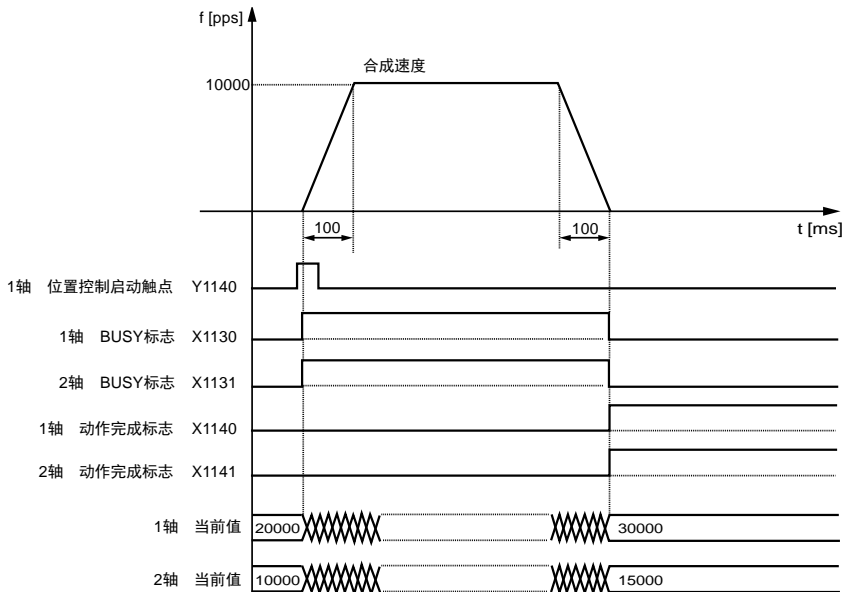 f [pps]
合成速度
10000
t [ms]
100
100
1轴 位置控制启动触点 Y1140
1轴 BUSY标志 X1130
2轴 BUSY标志 X1131
1轴 动作完成标志 X1140
2轴 动作完成标志 X1141
1轴 当前值 20000 30000
2轴 当前值 10000 15000